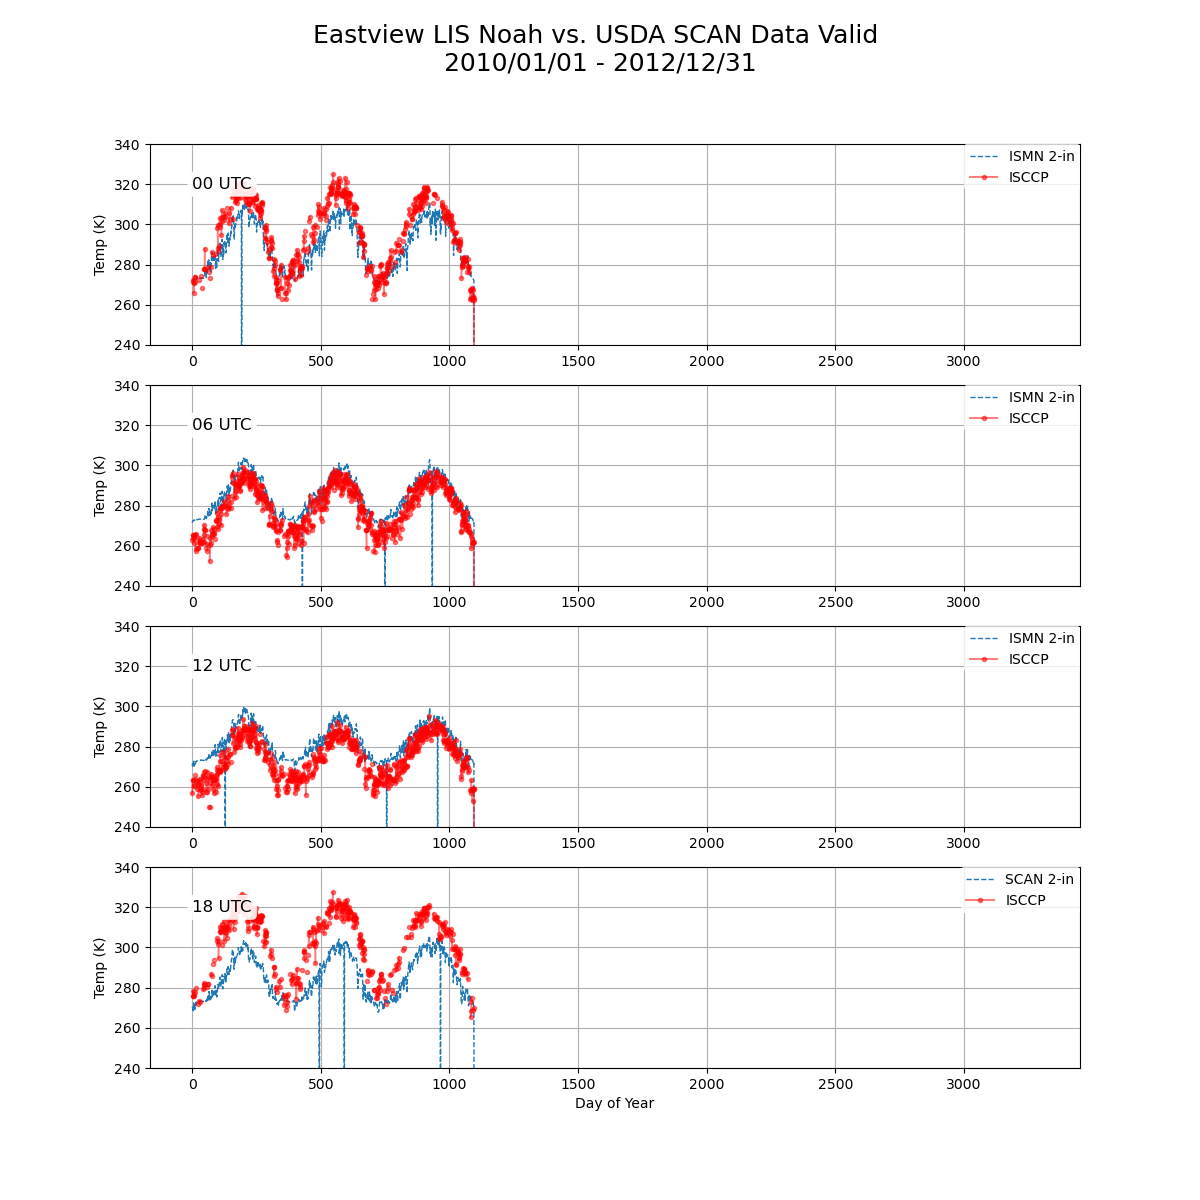 Eastview LIS Noah vs. USDA SCAN Data Valid
2010/01/01 - 2012/12/31
340
320
300
280
260
240
Temp (K)
00 UTC
ISMN 2-in
ISCCP
0 500 1000 1500 2000 2500 3000
340
320
300
280
260
240
Temp (K)
06 UTC
ISMN 2-in
ISCCP
0 500 1000 1500 2000 2500 3000
340
320
300
280
260
240
Temp (K)
12 UTC
ISMN 2-in
ISCCP
0 500 1000 1500 2000 2500 3000
340
320
300
280
260
240
Temp (K)
18 UTC
SCAN 2-in
ISCCP
0 500 1000 1500 2000 2500 3000
Day of Year